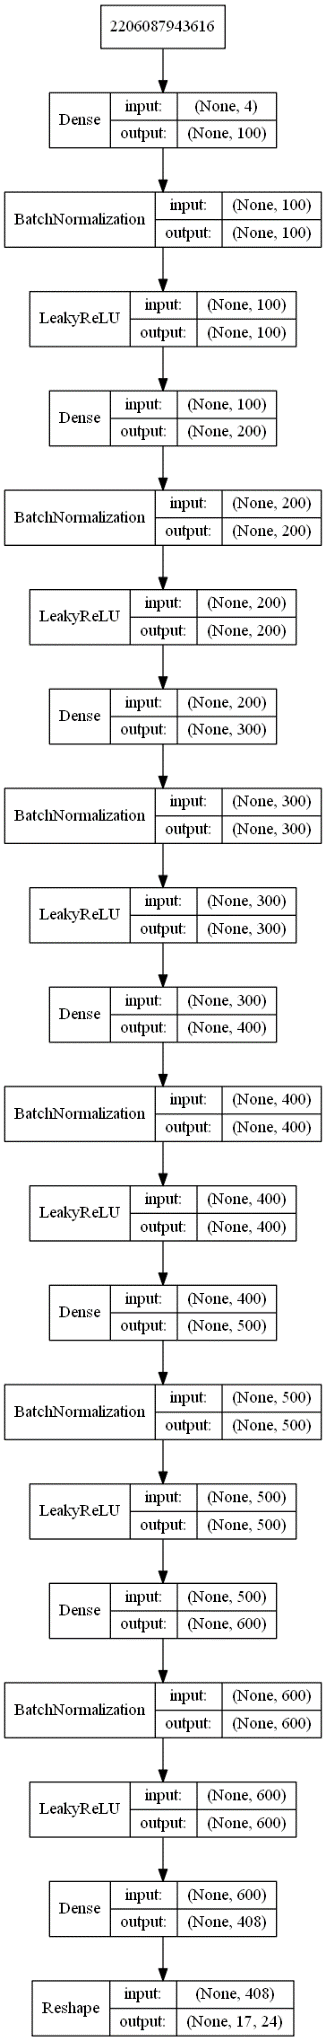 2206087943616
Dense input: (None, 4)
output: (None, 100)
BatchNormalization input: (None, 100)
output: (None, 100)
LeakyReLU input: (None, 100)
output: (None, 100)
Dense input: (None, 100)
output: (None, 200)
BatchNormalization input: (None, 200)
output: (None, 200)
LeakyReLU input: (None, 200)
output: (None, 200)
Dense input: (None, 200)
output: (None, 300)
BatchNormalization input: (None, 300)
output: (None, 300)
LeakyReLU input: (None, 300)
output: (None, 300)
Dense input: (None, 300)
output: (None, 400)
BatchNormalization input: (None, 400)
output: (None, 400)
LeakyReLU input: (None, 400)
output: (None, 400)
Dense input: (None, 400)
output: (None, 500)
BatchNormalization input: (None, 500)
output: (None, 500)
LeakyReLU input: (None, 500)
output: (None, 500)
Dense input: (None, 500)
output: (None, 600)
BatchNormalization input: (None, 600)
output: (None, 600)
LeakyReLU input: (None, 600)
output: (None, 600)
Dense input: (None, 600)
output: (None, 408)
Reshape input: (None, 408)
output: (None, 17, 24)